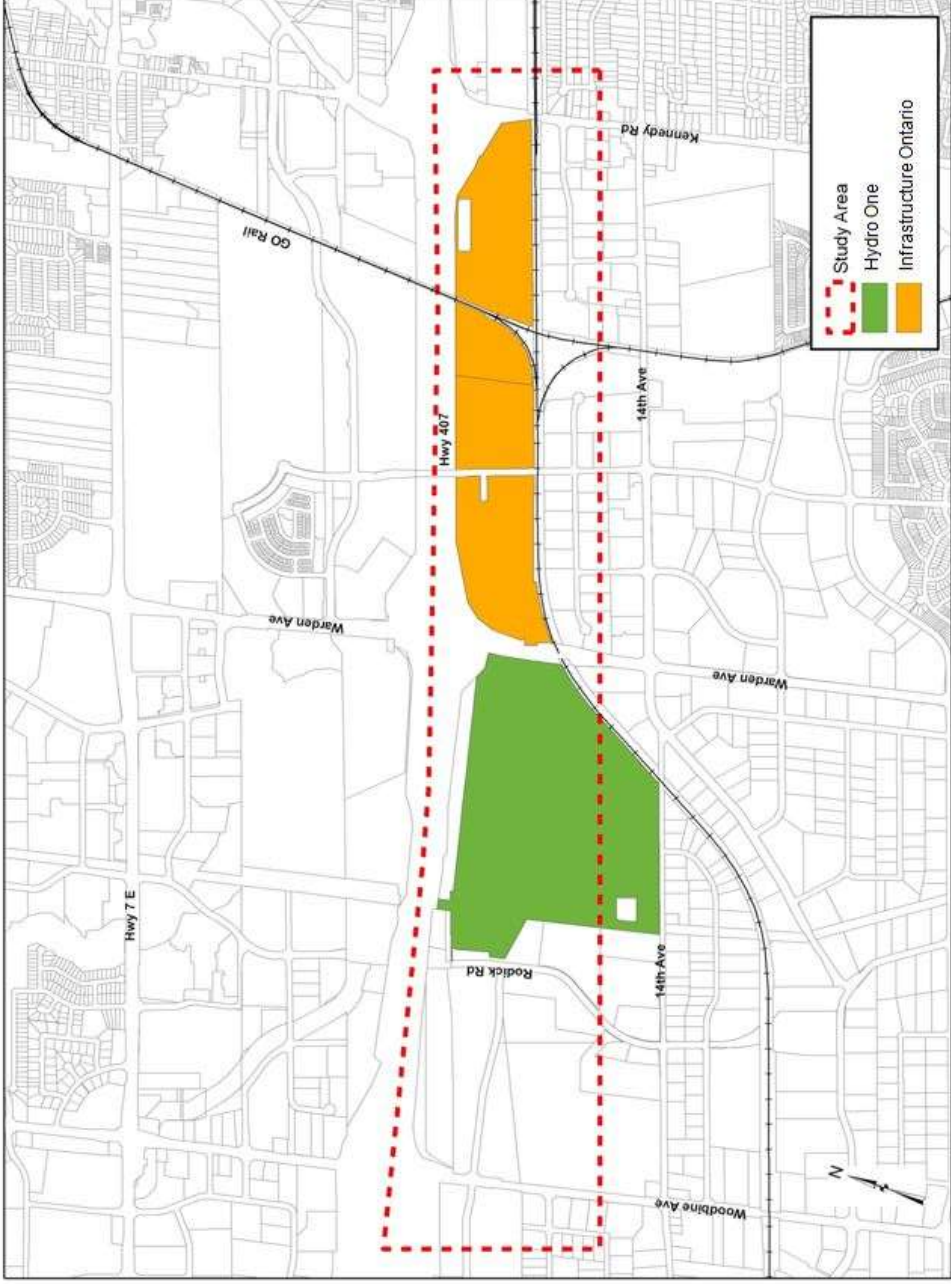 GO Rail
Kennedy Rd
Hwy 407
14th Ave
Warden Ave
Warden Ave
Hwy 7 E
Rodick Rd
14th Ave
Woodbine Ave
N
Study Area
Hydro One
Infrastructure Ontario